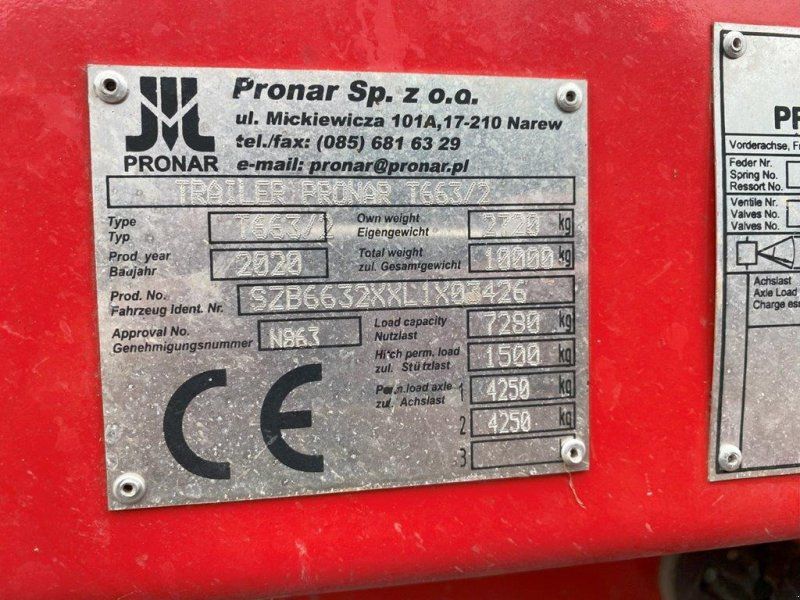 PRONAR
Pronar Sp. z o.o.
ul. Mickiewicza 101A,17-210 Narew
tel./fax: (085) 681 63 29
e-mail: pronar@pronar.pl
TRAILER PRONAR T663/2
Type
Typ
T663/2
Own weight
Eigengewicht
2720 kg
Prod year
Baujahr
2020
Total weight
zul. Gesamtgewicht
10000 kg
Prod. No.
Fahrzeug ident. Nr.
SZB6632XXL1X03426
Approval No.
Genehmigungsnummer
N863
Load capacity
Nutzlast
7280 kg
Hitch perm. load
zul. Stützlast
1500 kg
Perm.load axle
zul. Achslast
1 4250 kg
2 4250 kg
3
CE
Vorderachse,
Feder Nr.
Spring No.
Ressort No.
Ventile Nr.
Valves No.
Valves No.
Achslast
Axle Load
Charge